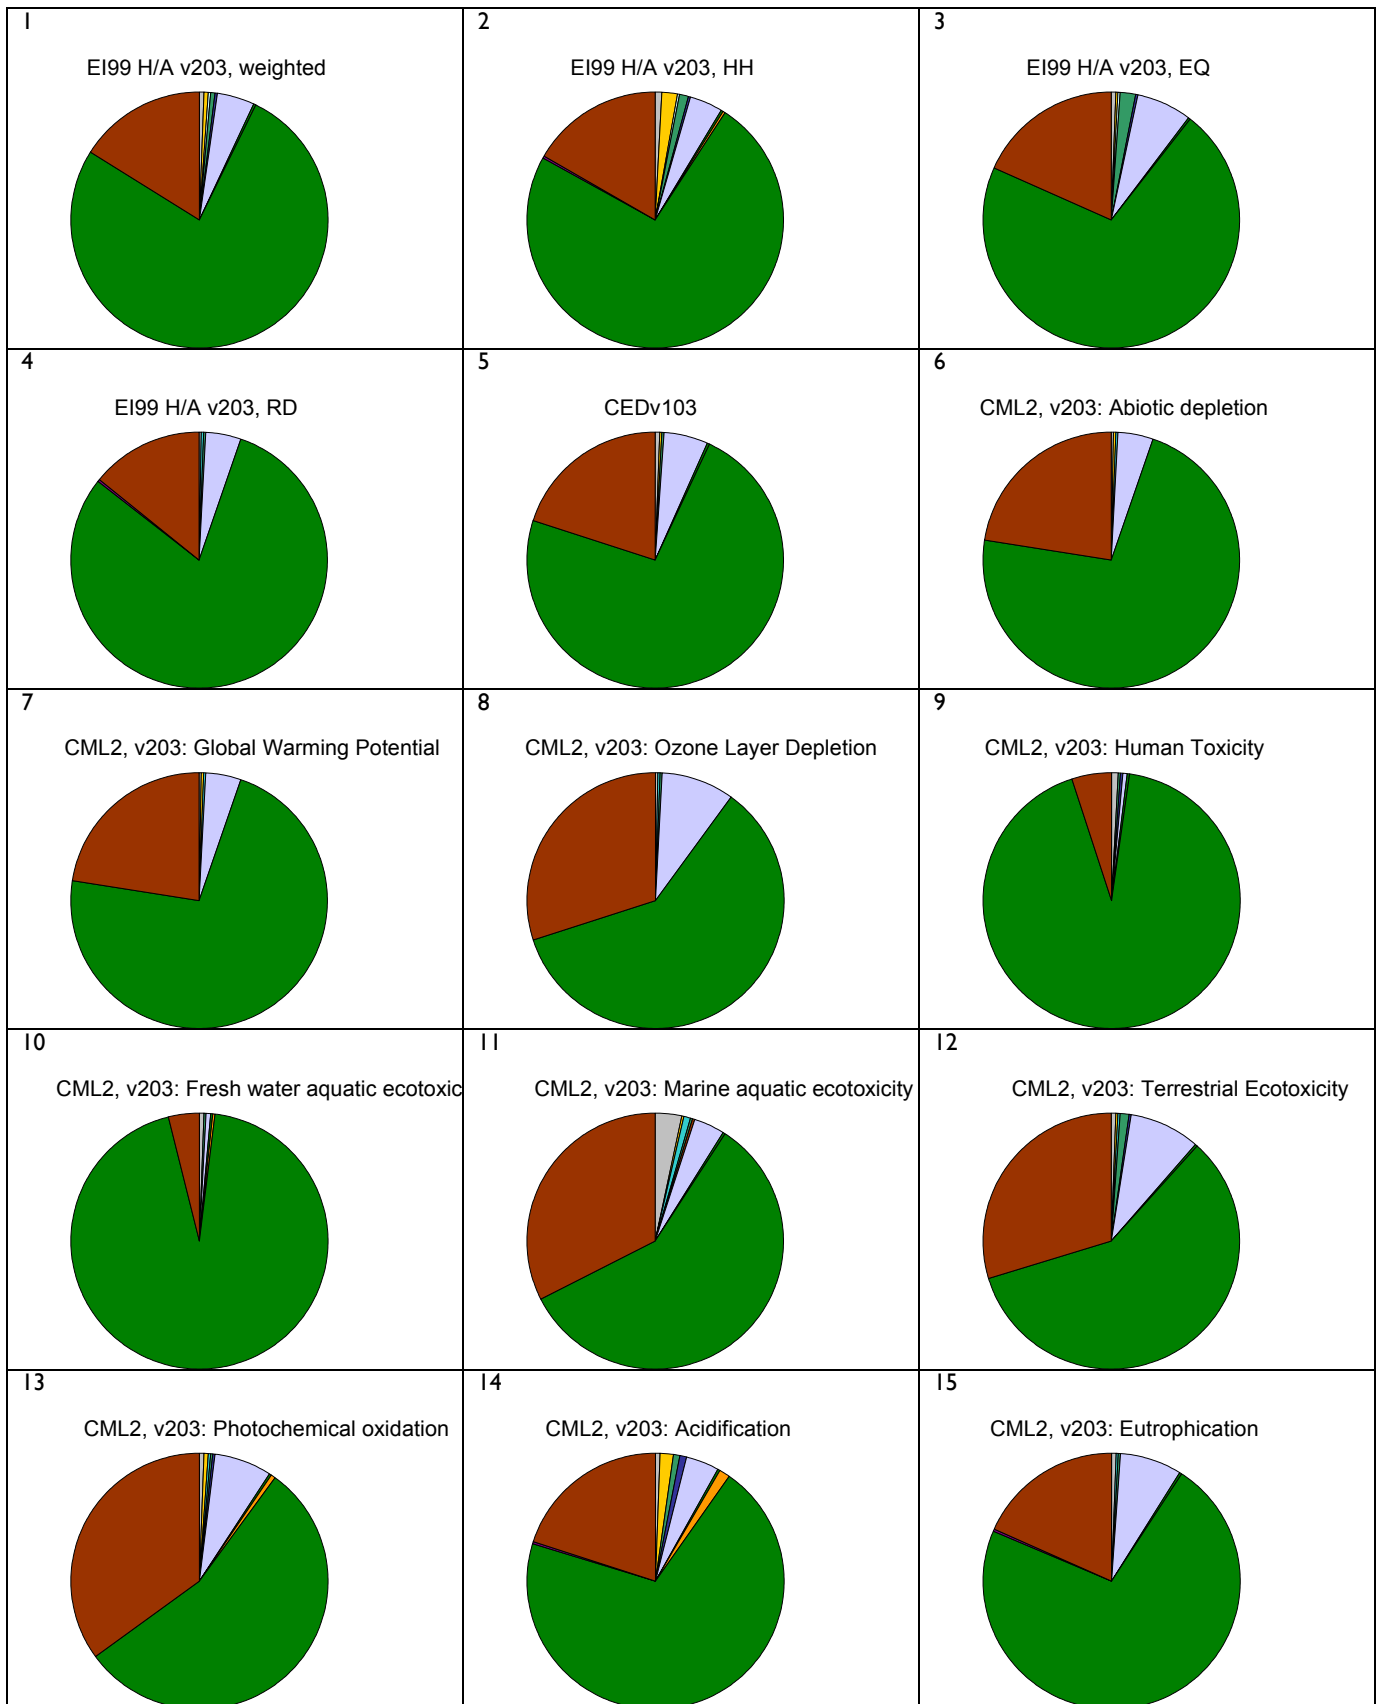 1
EI99 H/A v203, weighted
2
EI99 H/A v203, HH
3
EI99 H/A v203, EQ
4
EI99 H/A v203, RD
5
CEDv103
6
CML2, v203: Abiotic depletion
7
CML2, v203: Global Warming Potential
8
CML2, v203: Ozone Layer Depletion
9
CML2, v203: Human Toxicity
10
CML2, v203: Fresh water aquatic ecotoxic
11
CML2, v203: Marine aquatic ecotoxicity
12
CML2, v203: Terrestrial Ecotoxicity
13
CML2, v203: Photochemical oxidation
14
CML2, v203: Acidification
15
CML2, v203: Eutrophication